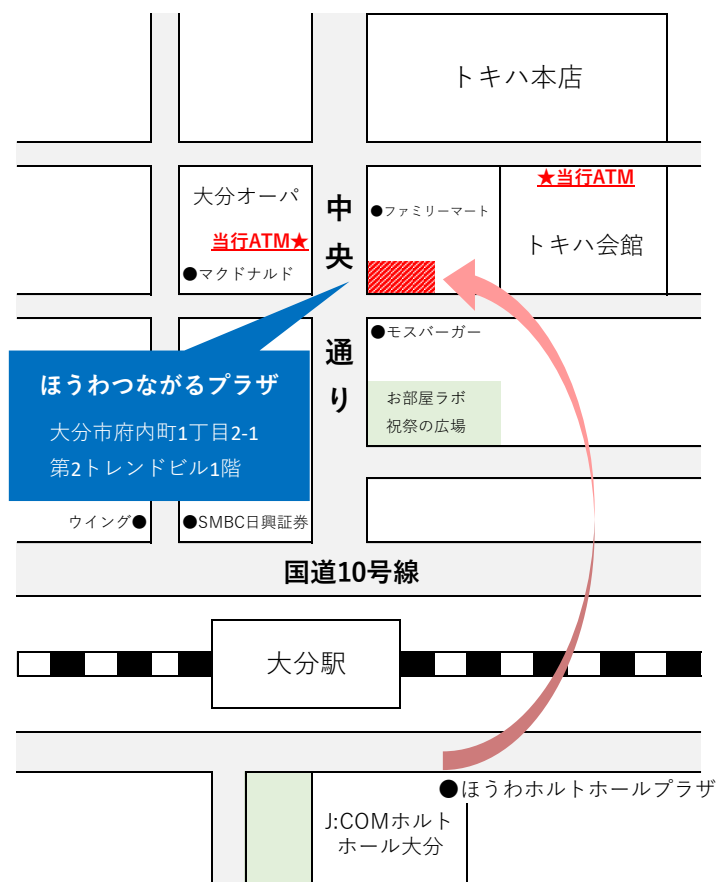 トキハ本店
大分オーパ
当行ATM★
●マクドナルド
中央通り
●ファミリーマート
★当行ATM
トキハ会館
●モスバーガー
お部屋ラボ
祝祭の広場
ほうわつながるプラザ
大分市府内町1丁目2-1
第2トレンドビル1階
ウイング●
●SMBC日興証券
国道10号線
大分駅
●ほうわホルトホールプラザ
J:COMホルト
ホール大分